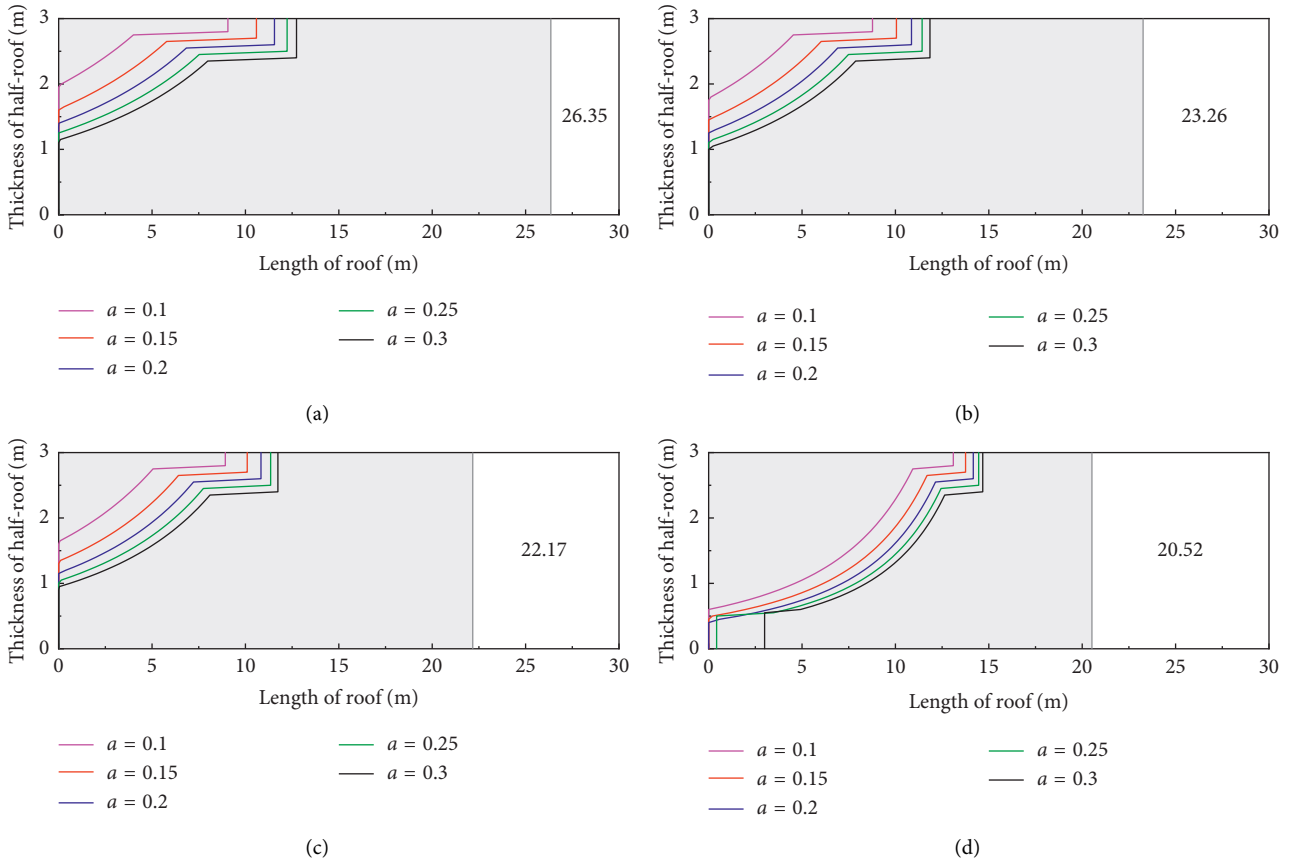 Thickness of half-roof (m)
3
2
1
0
26.35
0 5 10 15 20 25 30
Length of roof (m)
a = 0.1
a = 0.15
a = 0.2
a = 0.25
a = 0.3
(a)
Thickness of half-roof (m)
3
2
1
0
23.26
0 5 10 15 20 25 30
Length of roof (m)
a = 0.1
a = 0.15
a = 0.2
a = 0.25
a = 0.3
(b)
Thickness of half-roof (m)
3
2
1
0
22.17
0 5 10 15 20 25 30
Length of roof (m)
a = 0.1
a = 0.15
a = 0.2
a = 0.25
a = 0.3
(c)
Thickness of half-roof (m)
3
2
1
0
20.52
0 5 10 15 20 25 30
Length of roof (m)
a = 0.1
a = 0.15
a = 0.2
a = 0.25
a = 0.3
(d)